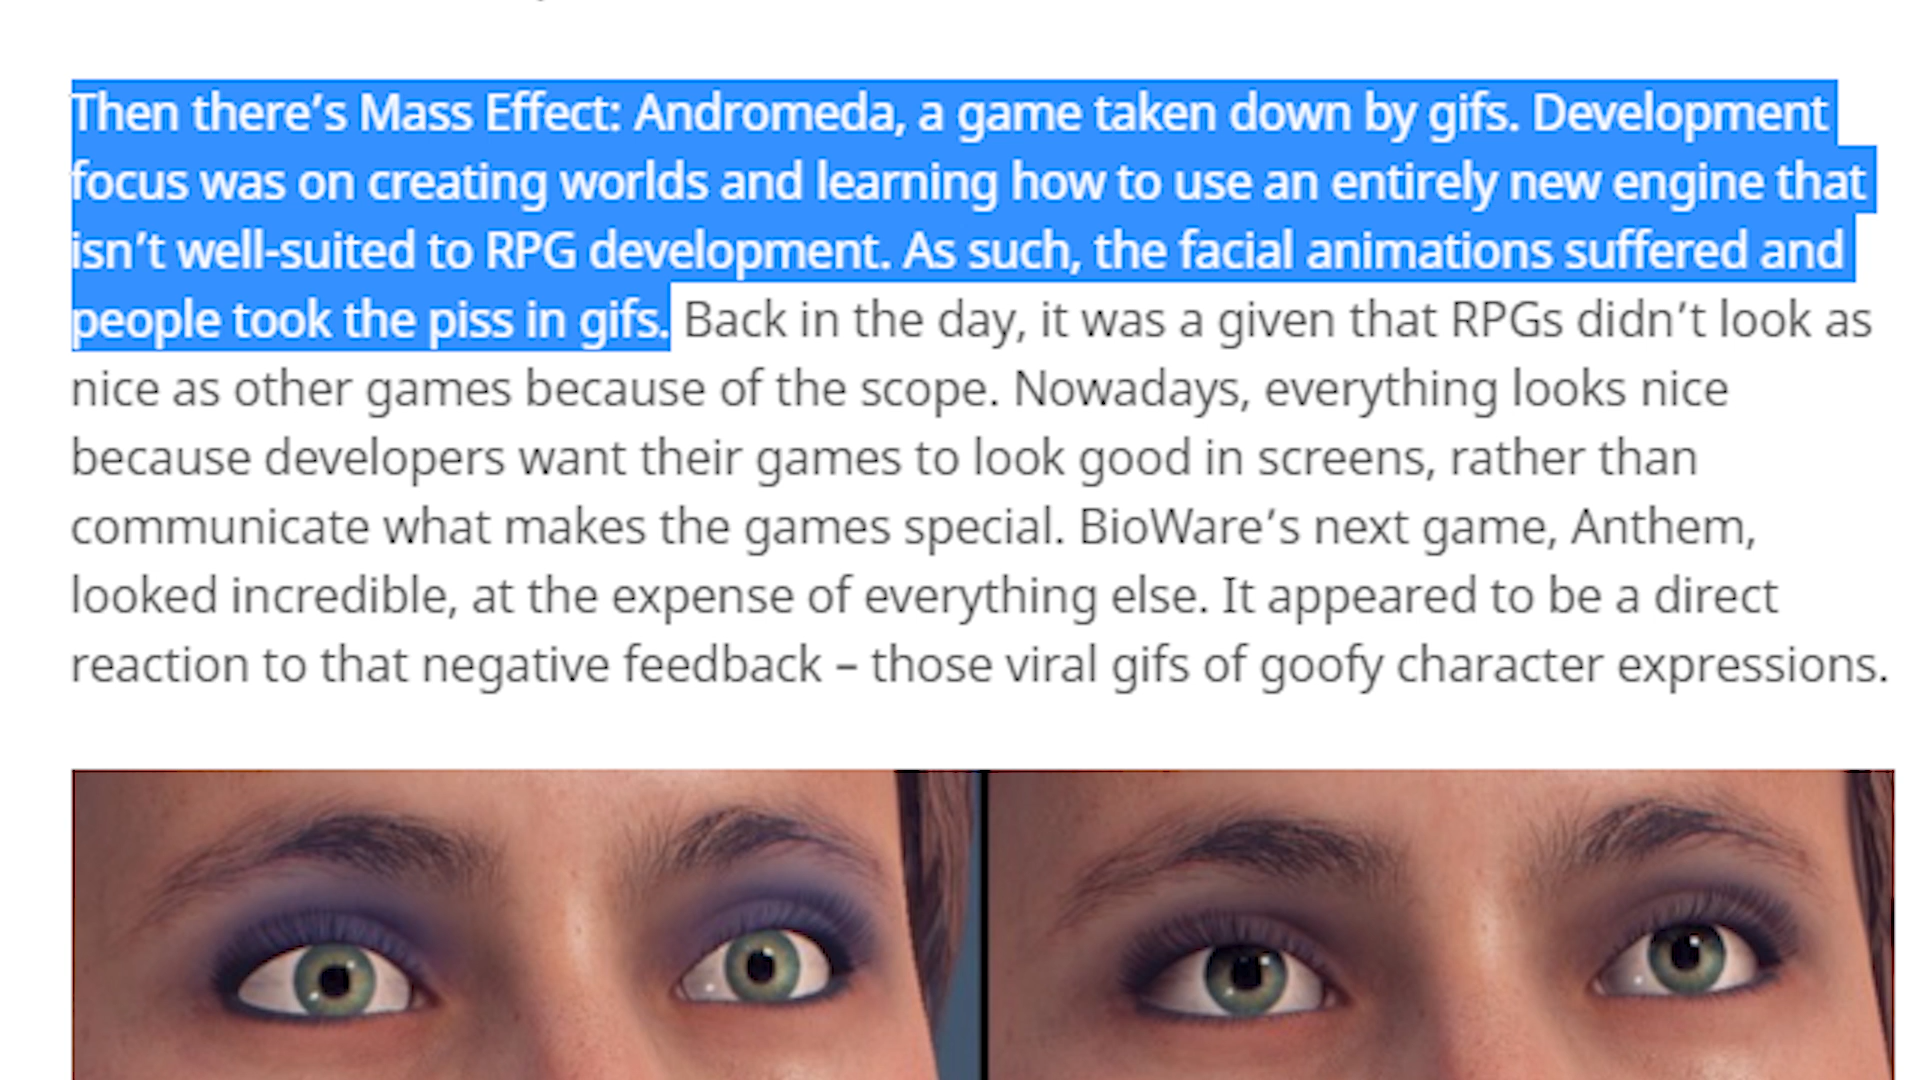 Then there’s Mass Effect: Andromeda, a game taken down by gifs. Development
focus was on creating worlds and learning how to use an entirely new engine that
isn’t well-suited to RPG development. As such, the facial animations suffered and
people took the piss in gifs. Back in the day, it was a given that RPGs didn’t look as
nice as other games because of the scope. Nowadays, everything looks nice
because developers want their games to look good in screens, rather than
communicate what makes the games special. BioWare’s next game, Anthem,
looked incredible, at the expense of everything else. It appeared to be a direct
reaction to that negative feedback – those viral gifs of goofy character expressions.